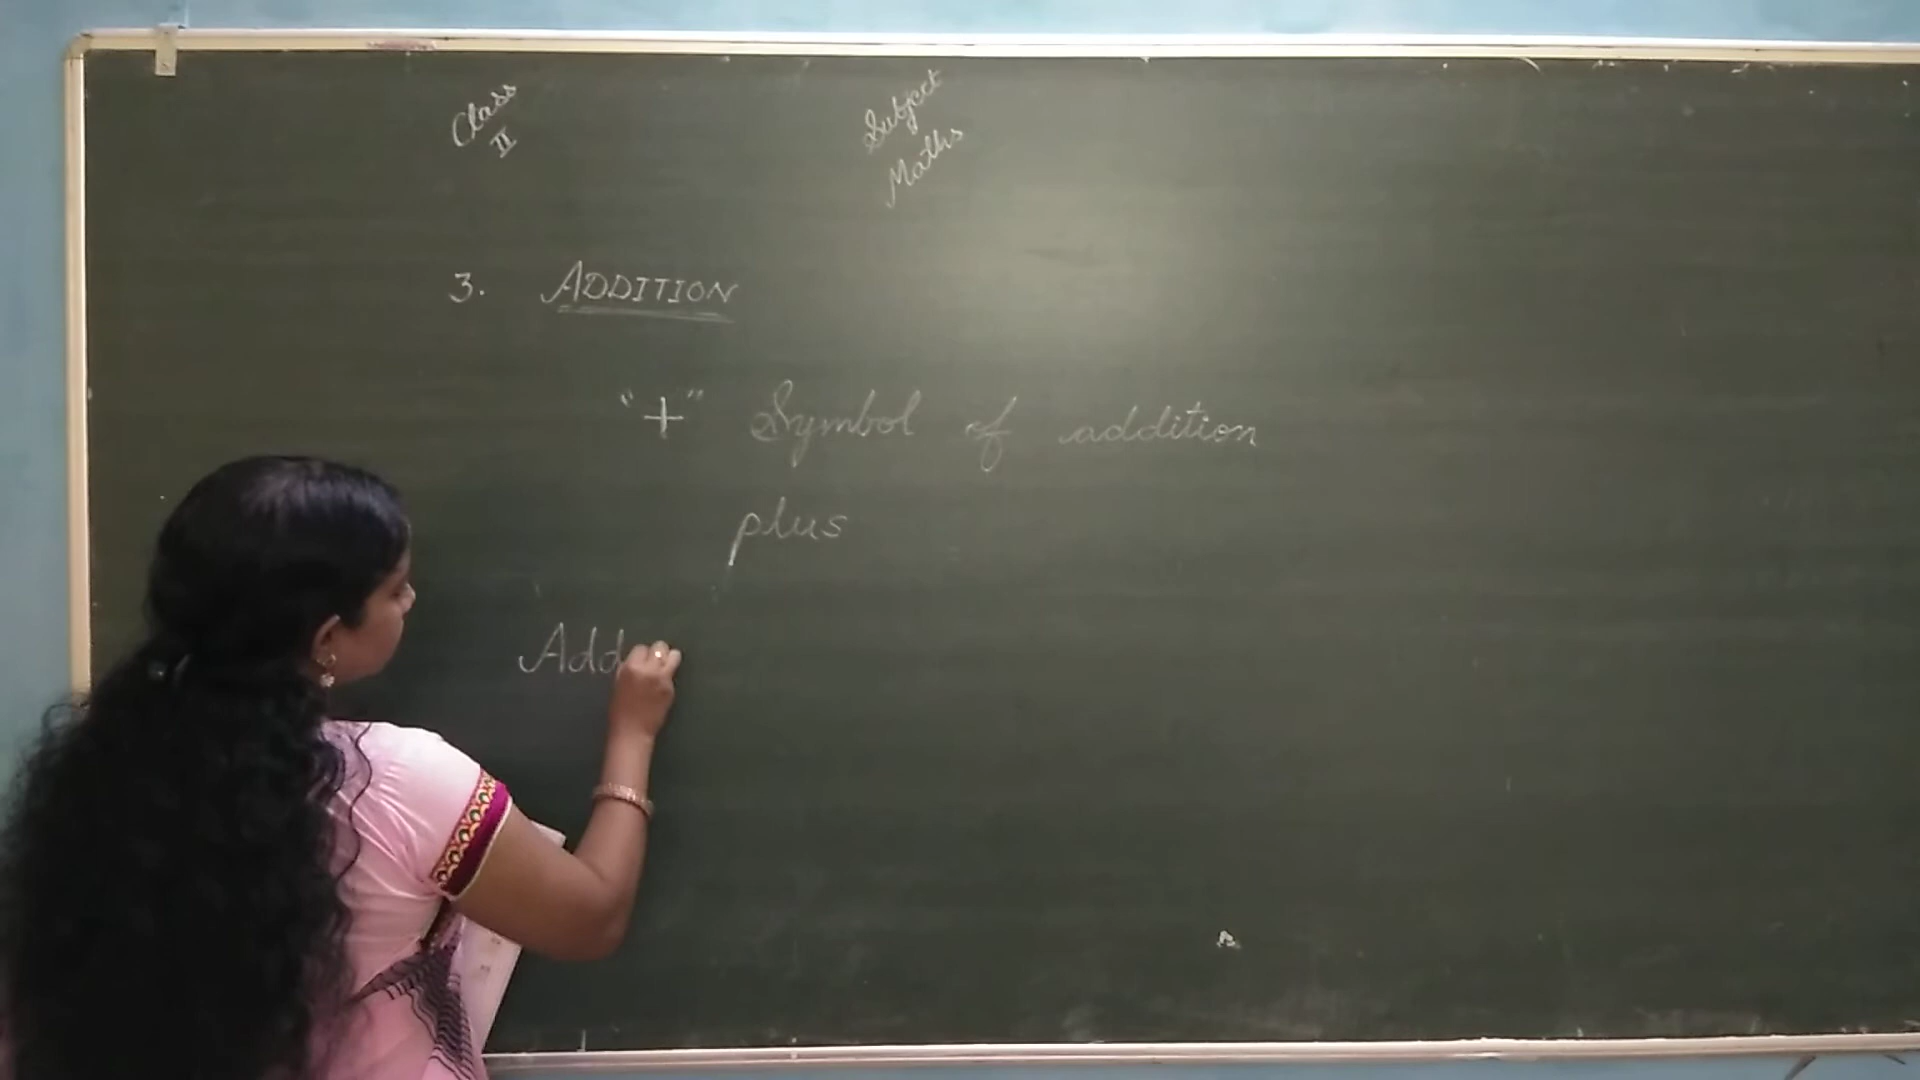 Class
II
Subject
Maths
3. ADDITION
"+" Symbol of addition
plus
Add